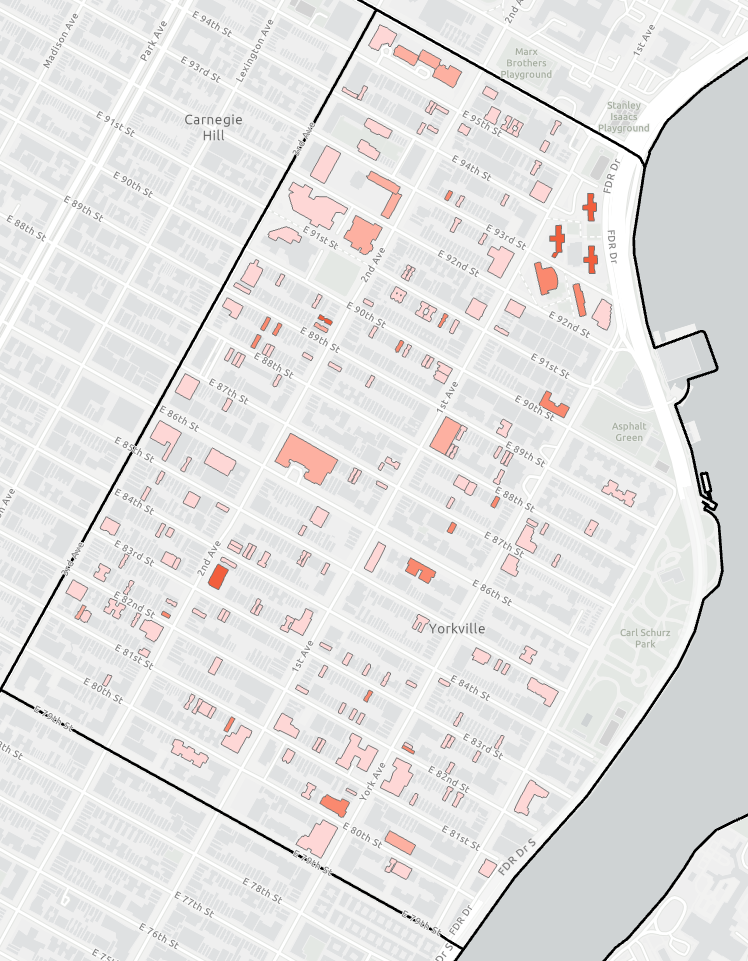 E 94th St
2nd Ave
1st Ave
Madison Ave
Park Ave
Lexington Ave
E 93rd St
Marx
Brothers
Playground
Carnegie
Hill
E 91st St
Stanley
Isaacs
Playground
E 95th St
3rd Ave
E 94th St
FDR Dr
E 90th St
E 89th St
E 88th St
E 91st St
E 93rd St
FDR Dr
2nd Ave
E 92nd St
E 90th St
E 92nd St
E 89th St
E 88th St
E 91st St
E 87th St
1st Ave
E 90th St
E 86th St
Asphalt
Green
E 85th St
E 89th St
E 84th St
E 88th St
E 83rd St
2nd Ave
3rd Ave
E 87th St
E 86th St
E 82nd St
Yorkville
Carl Schurz
Park
E 81st St
1st Ave
E 80th St
E 84th St
E 79th St
E 83rd St
York Ave
E 82nd St
E 80th St
E 81st St
E 79th St
FDR Dr S
E 78th St
E 77th St
E 79th St
FDR Dr
E 76th St
Dr S